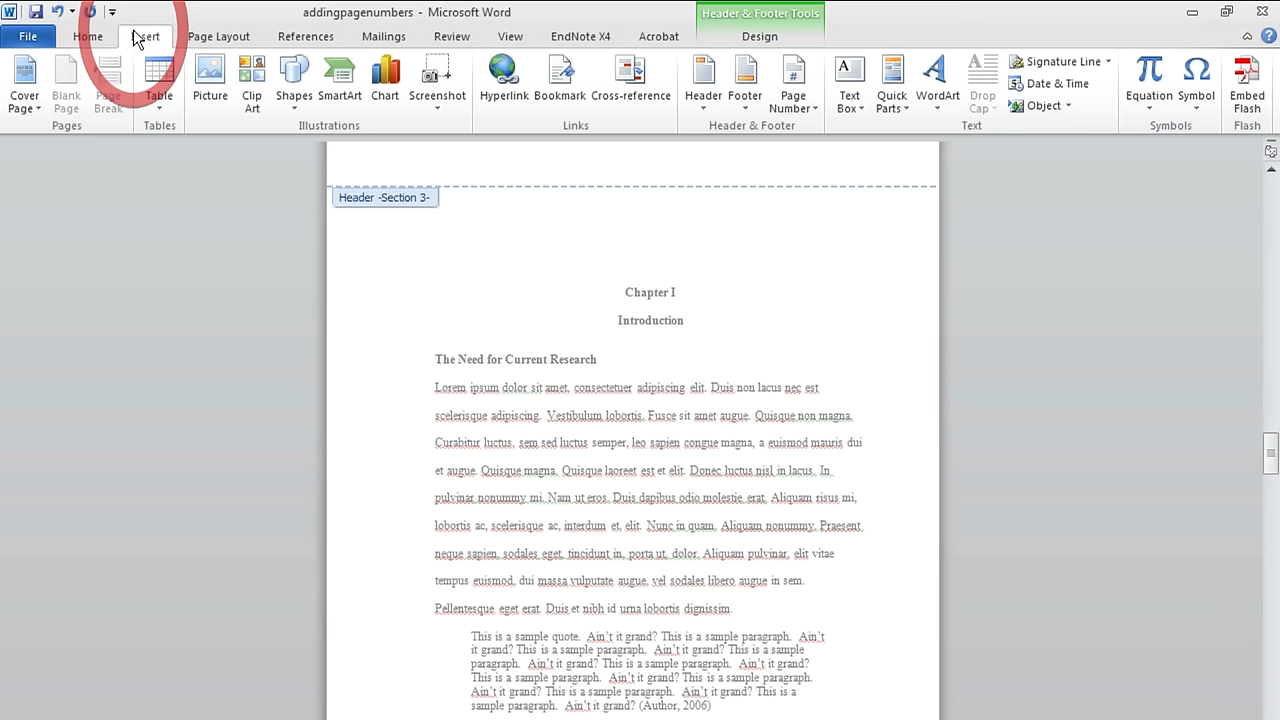 addingpagenumbers - Microsoft Word
Header & Footer Tools
File Home Insert Page Layout References Mailings Review View EndNote X4 Acrobat Design
Cover Page Blank Page Page Break Table Picture Clip Art Shapes SmartArt Chart Screenshot Hyperlink Bookmark Cross-reference Header Footer Page Number Text Box Quick Parts WordArt Drop Cap Signature Line Date & Time Object Equation Symbol Embed Flash
Pages Tables Illustrations Links Header & Footer Text Symbols Flash
Header -Section 3-
Chapter I
Introduction
The Need for Current Research
Lorem ipsum dolor sit amet, consectetuer adipiscing elit. Duis non lacus nec est
scelerisque adipiscing. Vestibulum lobortis. Fusce sit amet augue. Quisque non magna.
Curabitur luctus, sem sed luctus semper, leo sapien congue magna, a euismod mauris dui
et augue. Quisque magna. Quisque laoreet est et elit. Donec luctus nisl in lacus. In
pulvinar nonummy mi. Nam ut eros. Duis dapibus odio molestie erat. Aliquam risus mi,
lobortis ac, scelerisque ac, interdum et, elit. Nunc in quam. Aliquam nonummy. Praesent
neque sapien, sodales eget, tincidunt in, porta ut, dolor. Aliquam pulvinar, elit vitae
tempus euismod, dui massa vulputate augue, vel sodales libero augue in sem.
Pellentesque eget erat. Duis et nibh id urna lobortis dignissim.
This is a sample quote. Ain't it grand? This is a sample paragraph. Ain't
it grand? This is a sample paragraph. Ain't it grand? This is a sample
paragraph. Ain't it grand? This is a sample paragraph. Ain't it grand?
This is a sample paragraph. Ain't it grand? This is a sample paragraph.
Ain't it grand? This is a sample paragraph. Ain't it grand? This is a
sample paragraph. Ain't it grand? (Author, 2006)